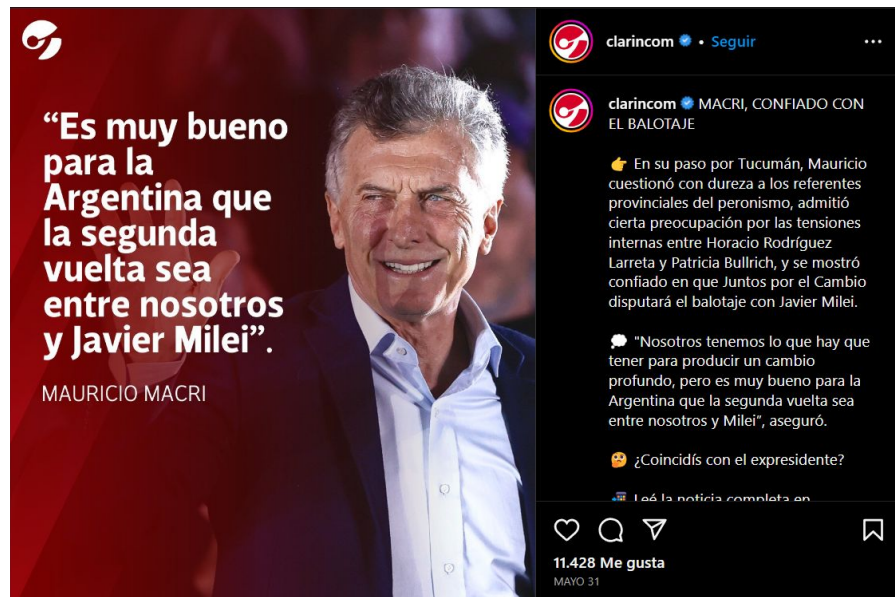 “Es muy bueno
para la
Argentina que
la segunda
vuelta sea
entre nosotros
y Javier Milei”.
MAURICIO MACRI
clarincom • Seguir
clarincom MACRI, CONFIADO CON
EL BALOTAJE
👉 En su paso por Tucumán, Mauricio
cuestionó con dureza a los referentes
provinciales del peronismo, admitió
cierta preocupación por las tensiones
internas entre Horacio Rodríguez
Larreta y Patricia Bullrich, y se mostró
confiado en que Juntos por el Cambio
disputará el balotaje con Javier Milei.
💭 "Nosotros tenemos lo que hay que
tener para producir un cambio
profundo, pero es muy bueno para la
Argentina que la segunda vuelta sea
entre nosotros y Milei”, aseguró.
🤔 ¿Coincidís con el expresidente?
📲 Leé la noticia completa en
11.428 Me gusta
MAYO 31